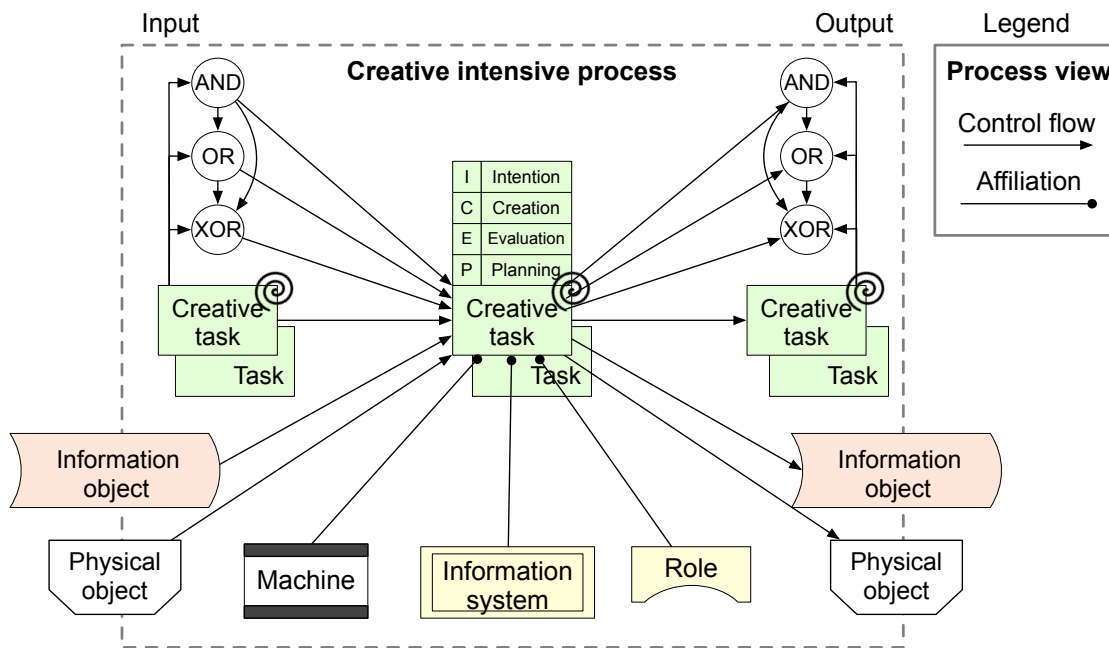 Input
Output
Legend
Creative intensive process
Process view
Control flow
Affiliation
AND
OR
XOR
Creative
task
Task
I Intention
C Creation
E Evaluation
P Planning
Creative
task
Task
AND
OR
XOR
Creative
task
Task
Information
object
Physical
object
Machine
Information
system
Role
Information
object
Physical
object